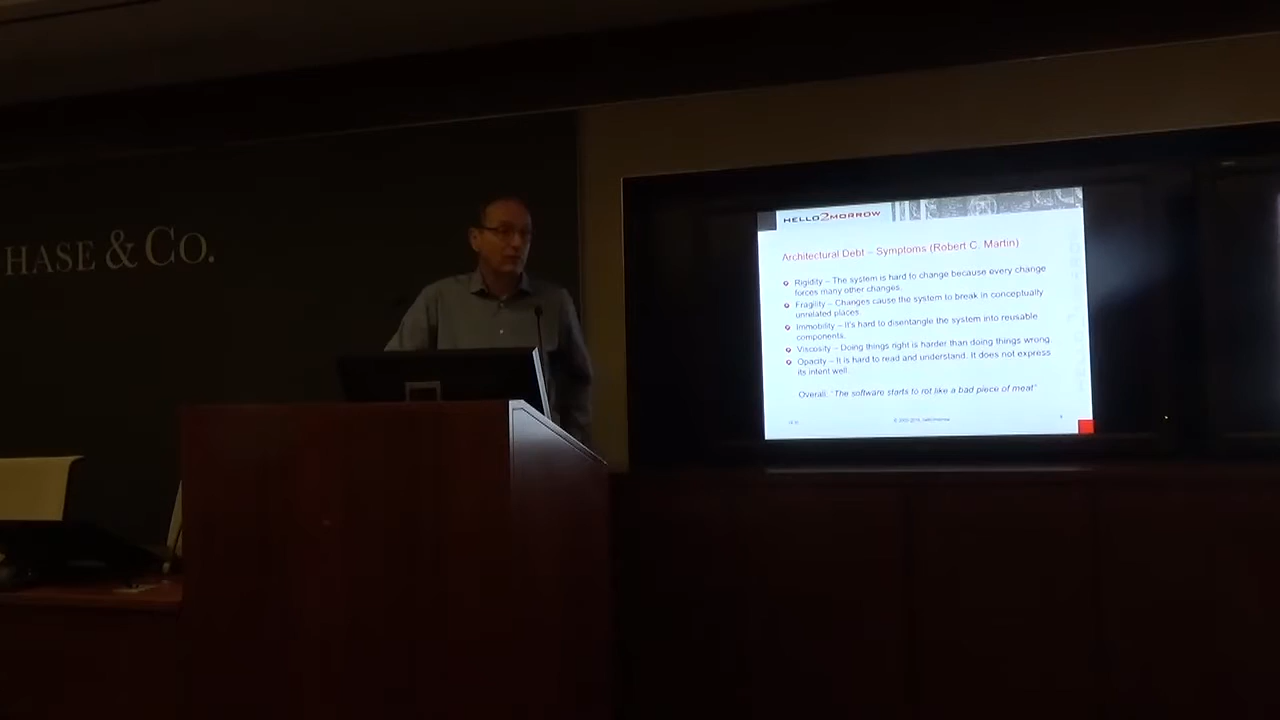 HASE & CO.
HELLO2MORROW
Architectural Debt – Symptoms (Robert C. Martin)
Rigidity – The system is hard to change because every change
forces many other changes.
Fragility – Changes cause the system to break in conceptually
unrelated places.
Immobility – It's hard to disentangle the system into reusable
components.
Viscosity – Doing things right is harder than doing things wrong.
Opacity – It is hard to read and understand. It does not express
its intent well.
Overall: "The software starts to rot like a bad piece of meat"